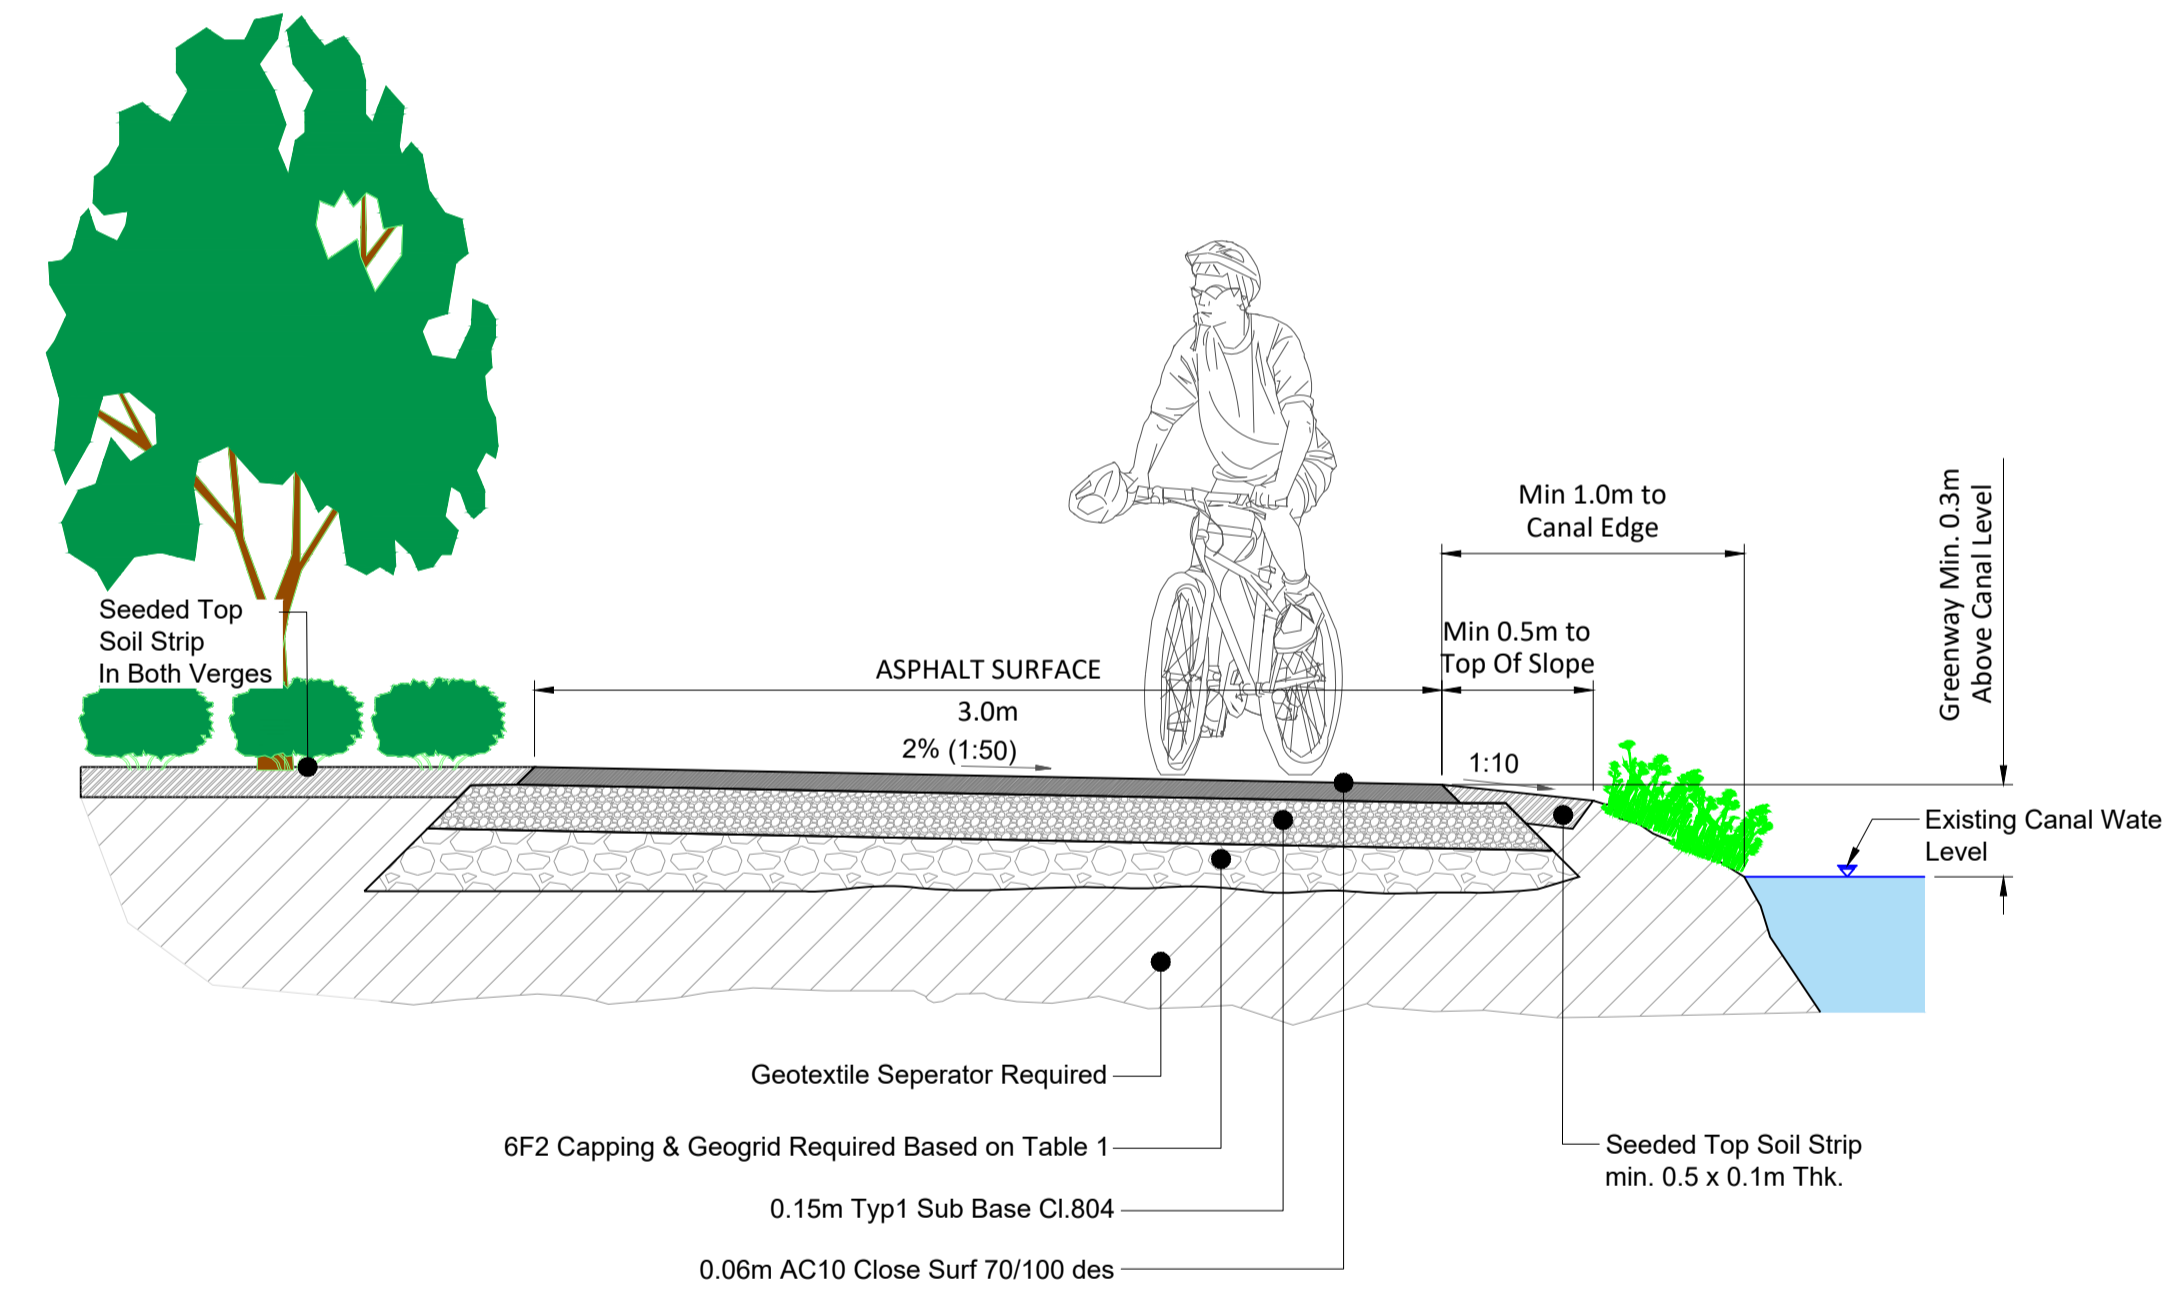 Min 1.0m to
Canal Edge
Greenway Min. 0.3m
Above Canal Level
Seeded Top
Soil Strip
In Both Verges
Min 0.5m to
Top Of Slope
ASPHALT SURFACE
3.0m
2% (1:50)
1:10
Existing Canal Wate
Level
Geotextile Seperator Required
6F2 Capping & Geogrid Required Based on Table 1
Seeded Top Soil Strip
min. 0.5 x 0.1m Thk.
0.15m Typ1 Sub Base Cl.804
0.06m AC10 Close Surf 70/100 des